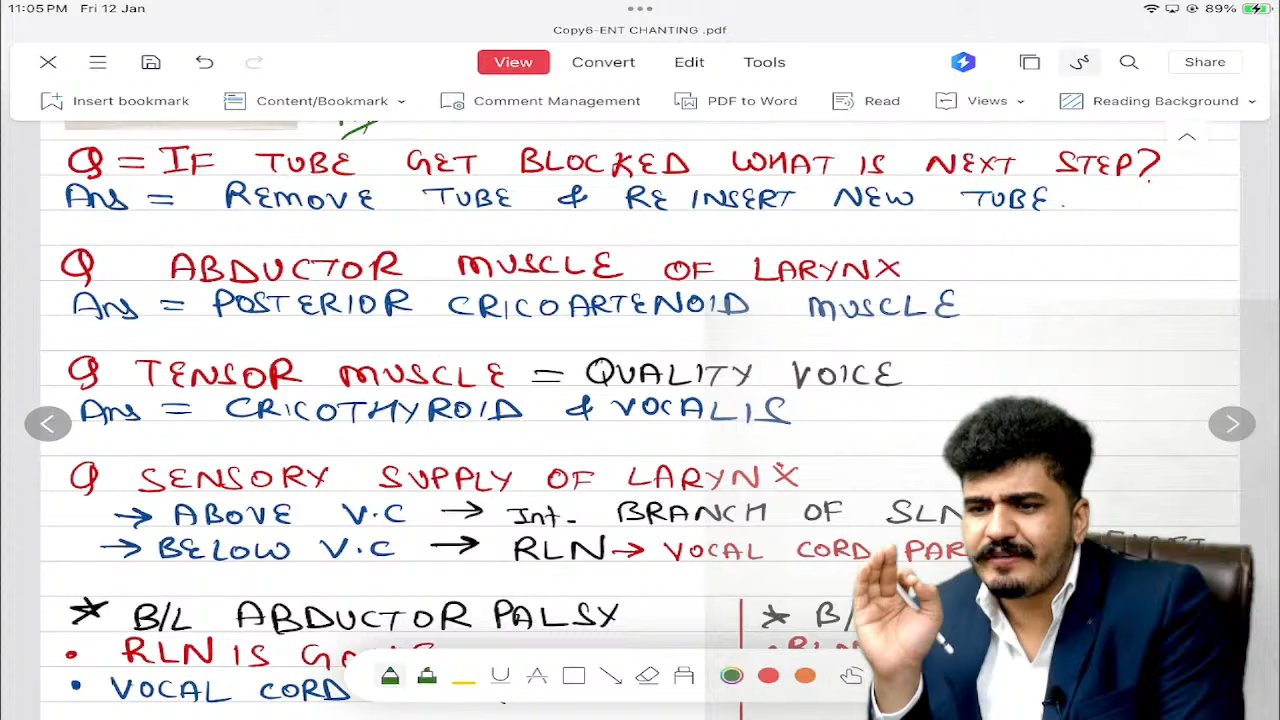 11:05 PM Fri 12 Jan 89%
Copy6-ENT CHANTING .pdf
View Convert Edit Tools Share
Insert bookmark Content/Bookmark Comment Management PDF to Word Read Views Reading Background
Q = IF TUBE GET BLOCKED WHAT IS NEXT STEP?
Ans = REMOVE TUBE & RE INSERT NEW TUBE.
Q ABDUCTOR MUSCLE OF LARYNX
Ans = POSTERIOR CRICOARTENOID MUSCLE
Q TENSOR MUSCLE = QUALITY VOICE
Ans = CRICOTHYROID & VOCALIS
Q SENSORY SUPPLY OF LARYNX
→ ABOVE V.C → Int. BRANCH OF SLN
→ BELOW V.C → RLN → VOCAL CORD PAR
* B/L ABDUCTOR PALSY * B/
• RLN IS
• VOCAL CORD